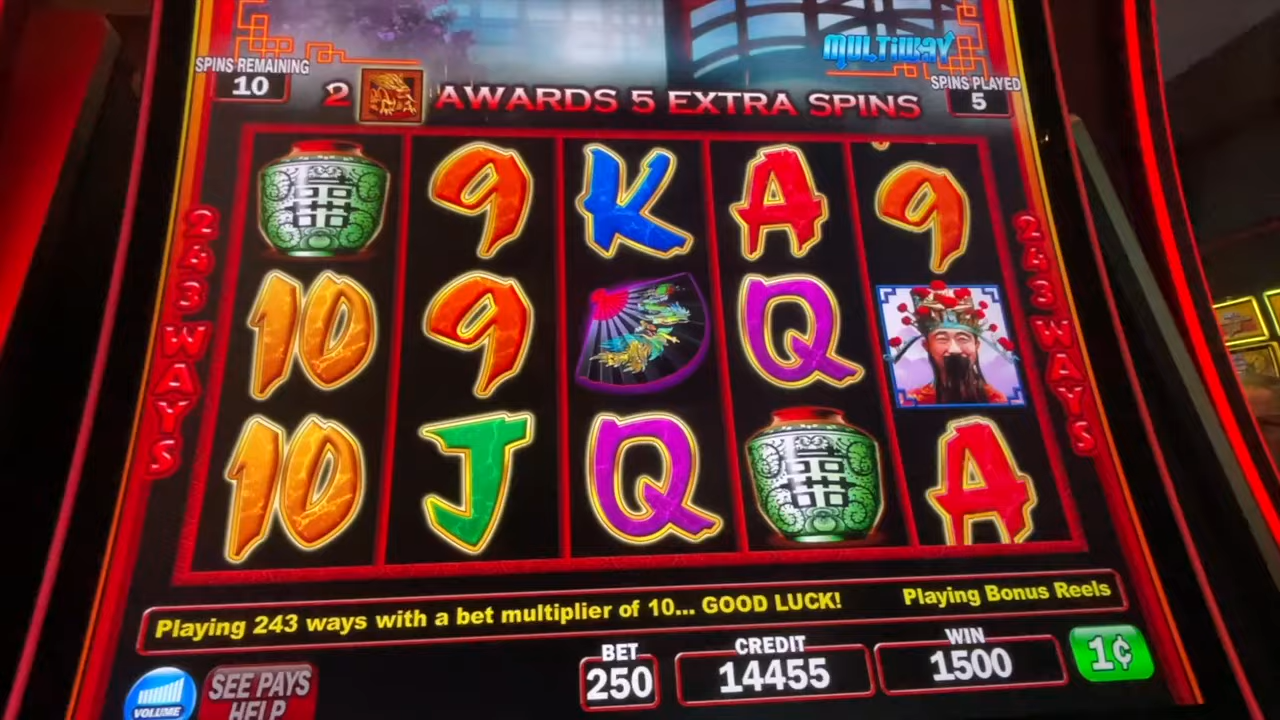 MULTIWAY
SPINS REMAINING
10
2 AWARDS 5 EXTRA SPINS
SPINS PLAYED
5
囍 9 K A 9
10 9 Q
10 J Q 囍 A
243 WAYS
243 WAYS
Playing 243 ways with a bet multiplier of 10... GOOD LUCK!
Playing Bonus Reels
VOLUME
SEE PAYS
HELP
BET
250
CREDIT
14455
WIN
1500
1¢